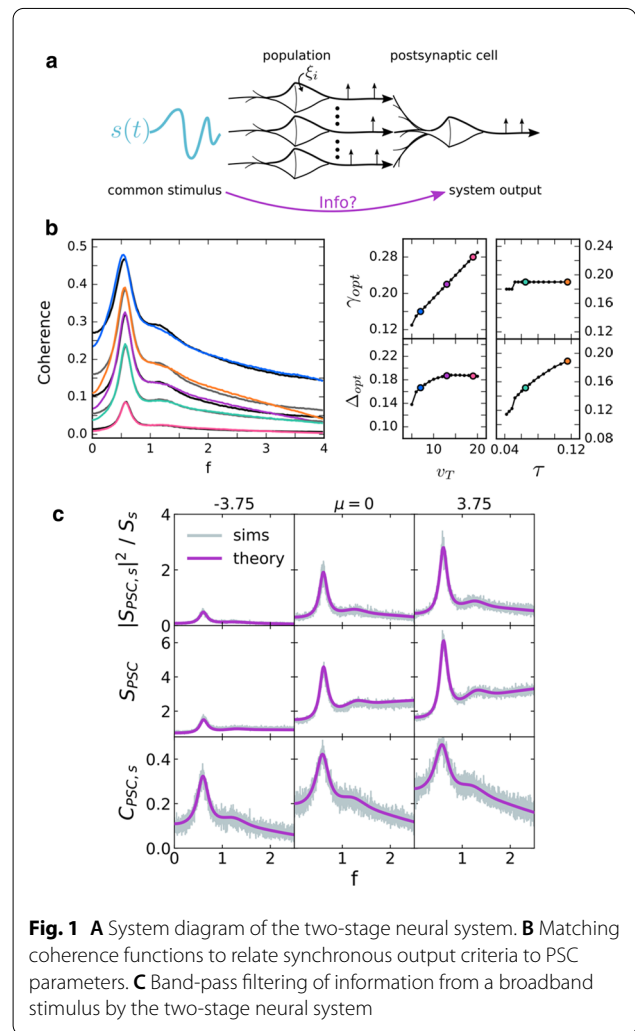 a
population
postsynaptic cell
ξi
s(t)
common stimulus
Info?
system output
b
Coherence
0.5
0.4
0.3
0.2
0.1
0.0
0 1 2 3 4
f
γopt
0.28
0.20
0.12
0.24
0.20
0.16
0.12
0.08
Δopt
0.24
0.18
0.12
0.20
0.16
0.12
0.08
10 20
vT
0.04 0.12
τ
c
-3.75 μ = 0 3.75
|SPSC, s|² / Ss
4
2
0
sims
theory
SPSC
6
4
2
CPSC, s
0.4
0.2
0.0
0 1 2 1 2 1 2
f
Fig. 1 A System diagram of the two-stage neural system. B Matching
coherence functions to relate synchronous output criteria to PSC
parameters. C Band-pass filtering of information from a broadband
stimulus by the two-stage neural system